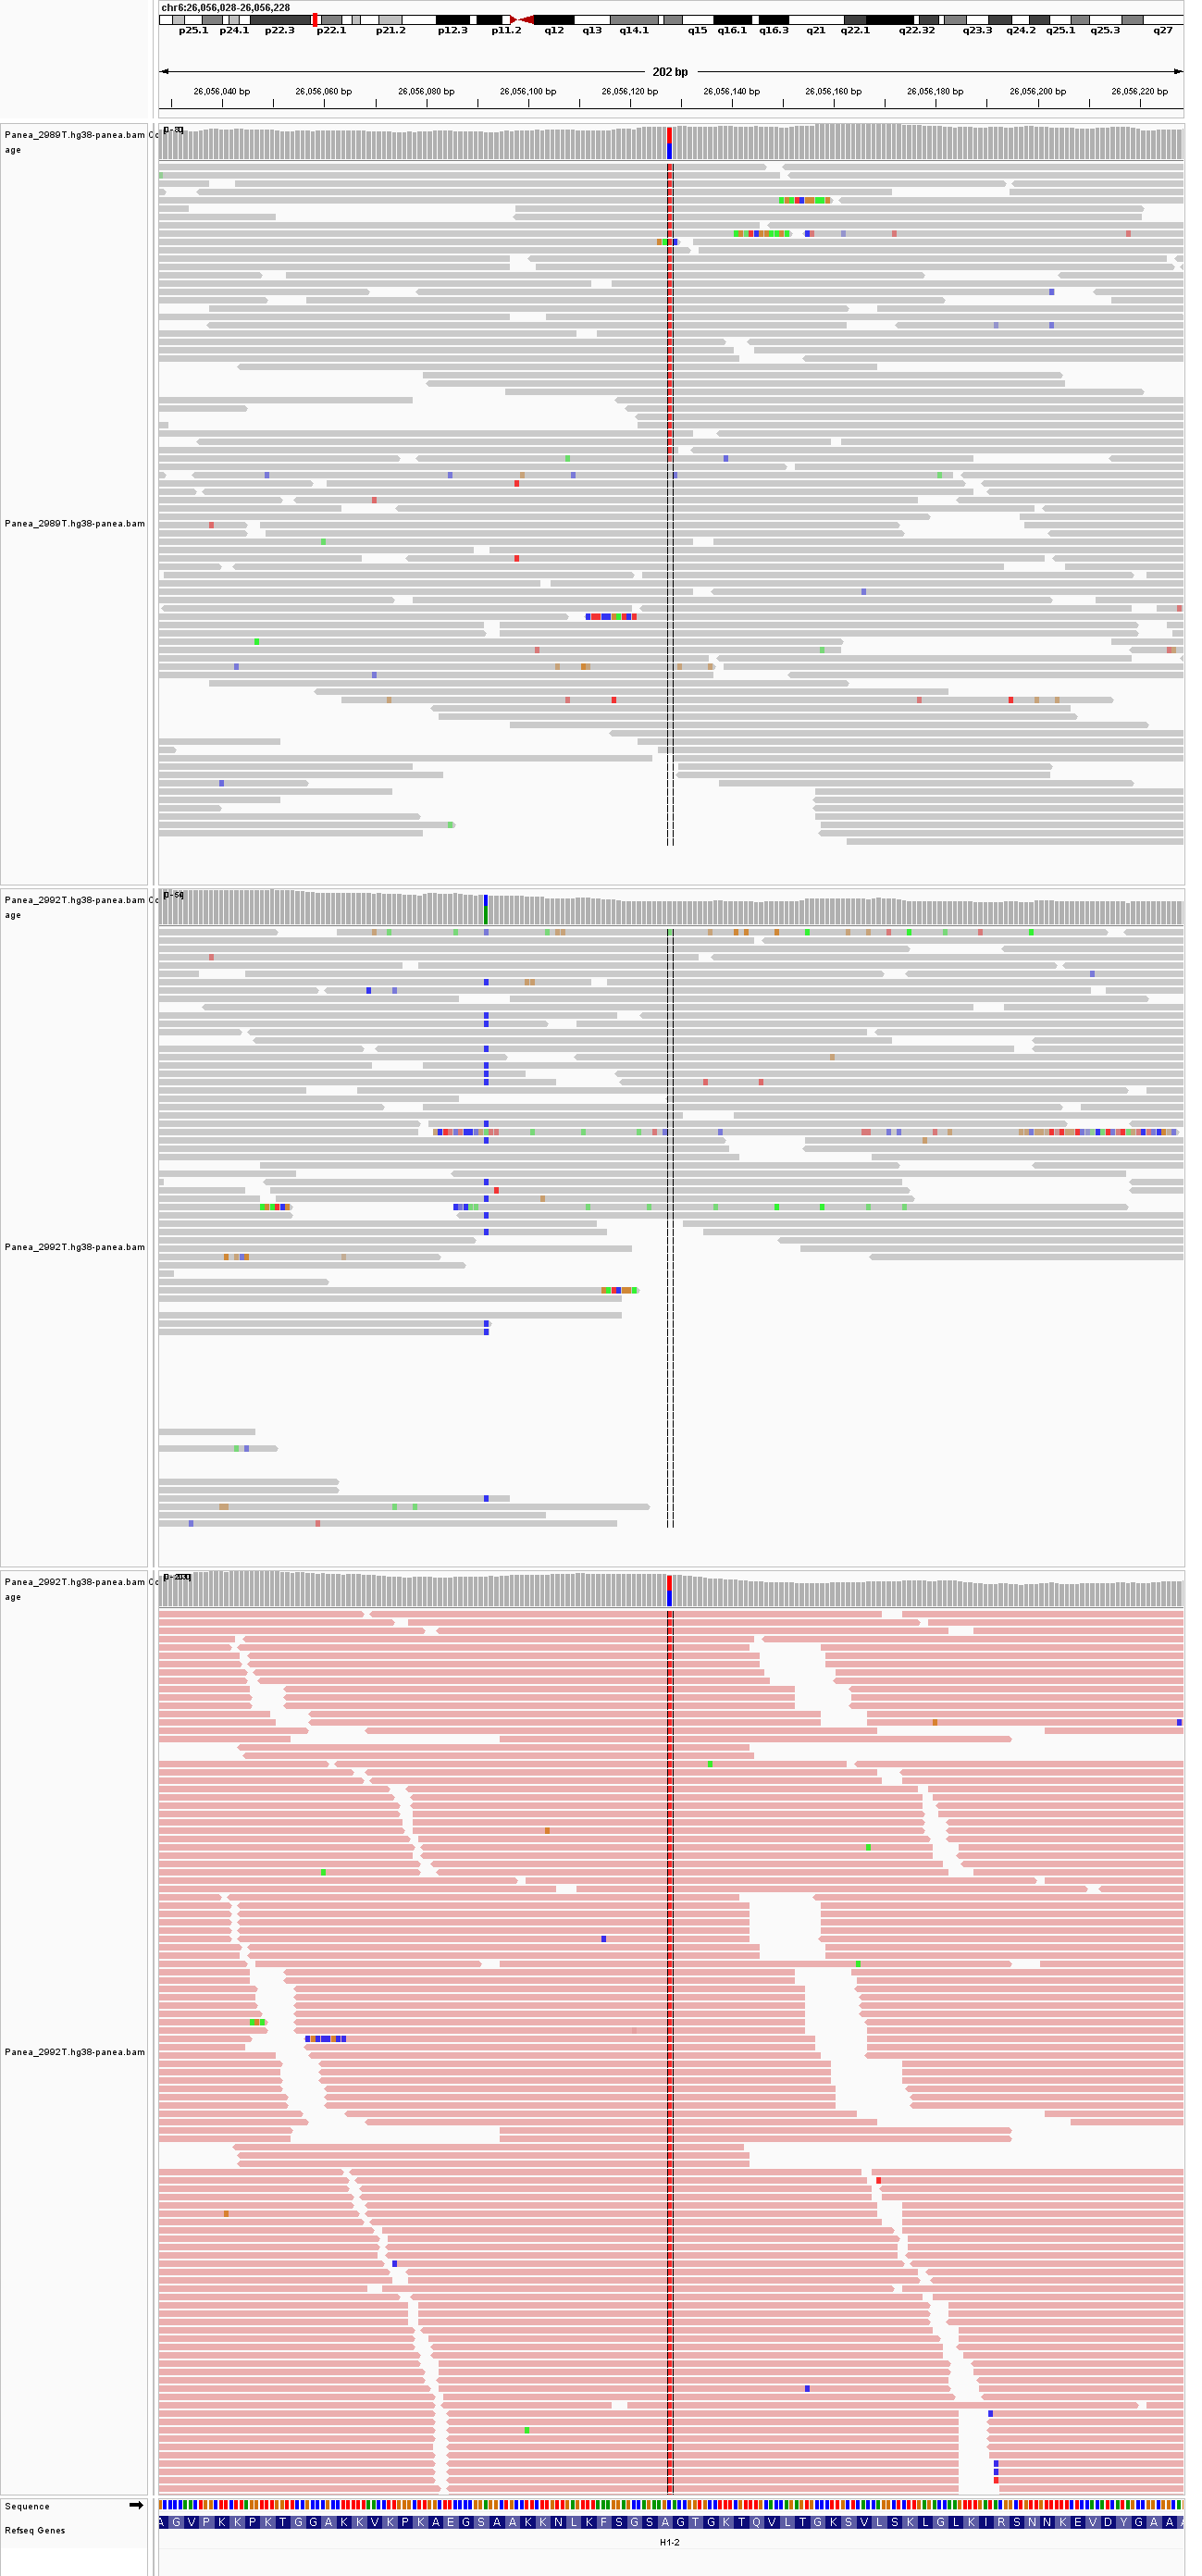 chr6:26,056,028-26,056,228
p25.1 p24.1 p22.3 p22.1 p21.2 p12.3 p11.2 q12 q13 q14.1 q15 q16.1 q16.3 q21 q22.1 q22.32 q23.3 q24.2 q25.1 q25.3 q27
202 bp
26,056,040 bp 26,056,060 bp 26,056,080 bp 26,056,100 bp 26,056,120 bp 26,056,140 bp 26,056,160 bp 26,056,180 bp 26,056,200 bp 26,056,220 bp
Panea_2989T.hg38-panea.bam
age
Panea_2989T.hg38-panea.bam
Panea_2992T.hg38-panea.bam
age
Panea_2992T.hg38-panea.bam
Panea_2992T.hg38-panea.bam
age
Panea_2992T.hg38-panea.bam
Sequence
Refseq Genes
A G V P K K P K T G G A K K V K P K A E G S A A K K N L K F S G S A G T G K T Q V L T G K S V L S K L G L K I R S N N K E V D Y G A A A
H1-2